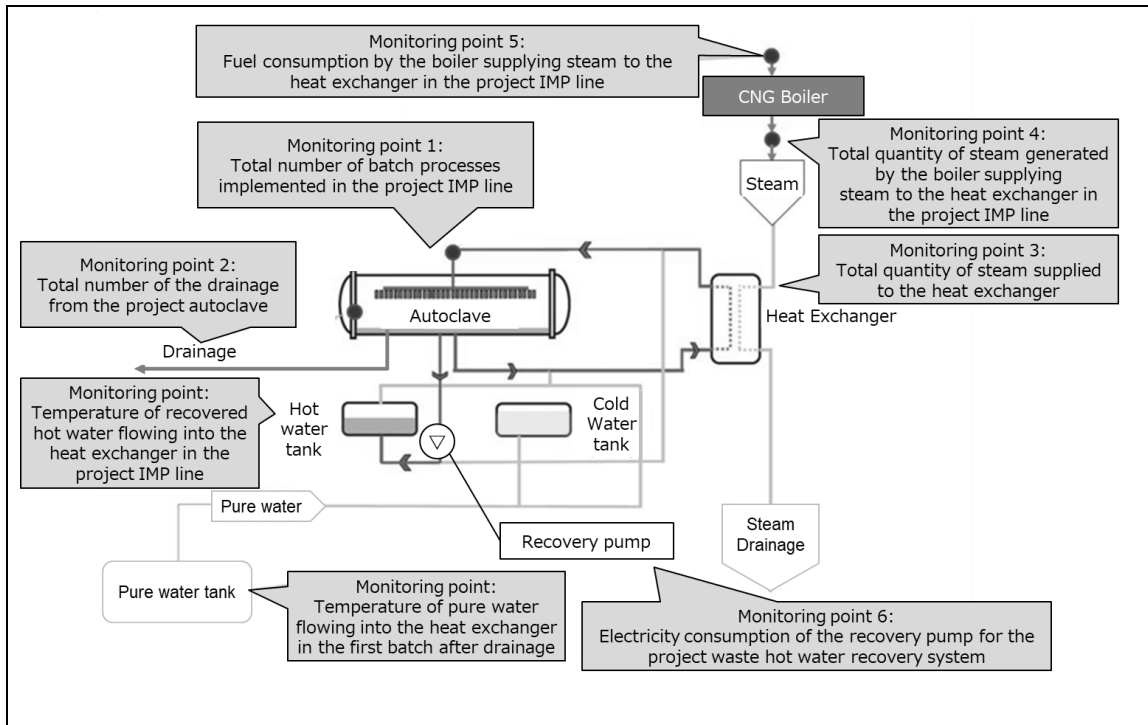 Monitoring point 5:
Fuel consumption by the boiler supplying steam to the
heat exchanger in the project IMP line
CNG Boiler
Monitoring point 1:
Total number of batch processes
implemented in the project IMP line
Monitoring point 4:
Total quantity of steam generated
by the boiler supplying
steam to the heat exchanger in
the project IMP line
Steam
Monitoring point 2:
Total number of the drainage
from the project autoclave
Monitoring point 3:
Total quantity of steam supplied
to the heat exchanger
Autoclave
Heat Exchanger
Drainage
Monitoring point:
Temperature of recovered
hot water flowing into the
heat exchanger in the
project IMP line
Hot
water
tank
Cold
Water
tank
Pure water
Recovery pump
Steam
Drainage
Pure water tank
Monitoring point:
Temperature of pure water
flowing into the heat exchanger
in the first batch after drainage
Monitoring point 6:
Electricity consumption of the recovery pump for the
project waste hot water recovery system